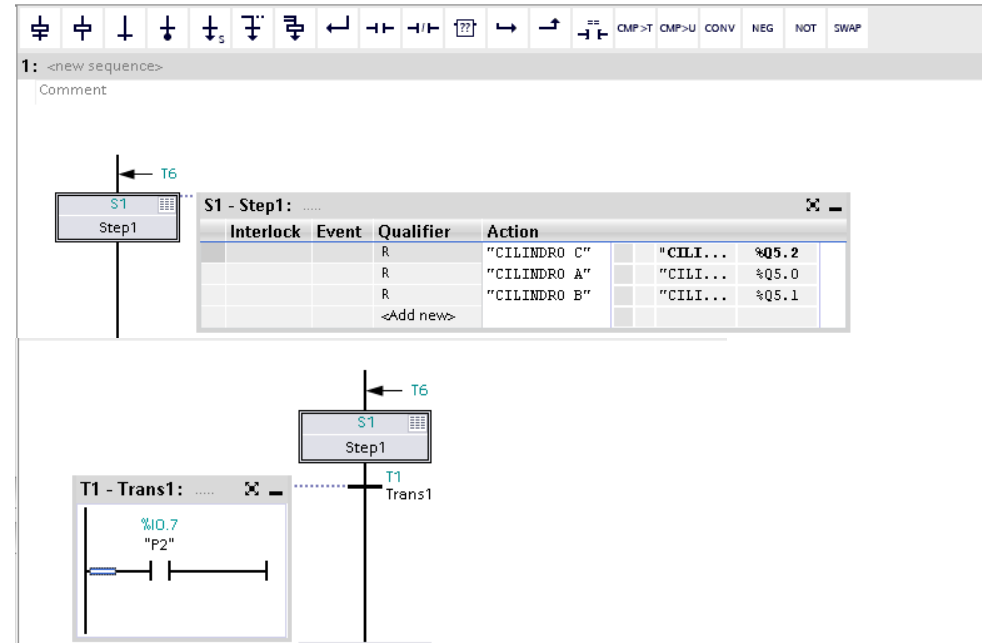 s ?? == CMP>T CMP>U CONV NEG NOT SWAP
1: <new sequence>
Comment
T6
S1
Step1
S1 - Step1: .....
Interlock Event Qualifier Action
R "CILINDRO C" "CILI... %Q5.2
R "CILINDRO A" "CILI... %Q5.0
R "CILINDRO B" "CILI... %Q5.1
<Add new>
T6
S1
Step1
T1 - Trans1: .....
T1
Trans1
%I0.7
"P2"